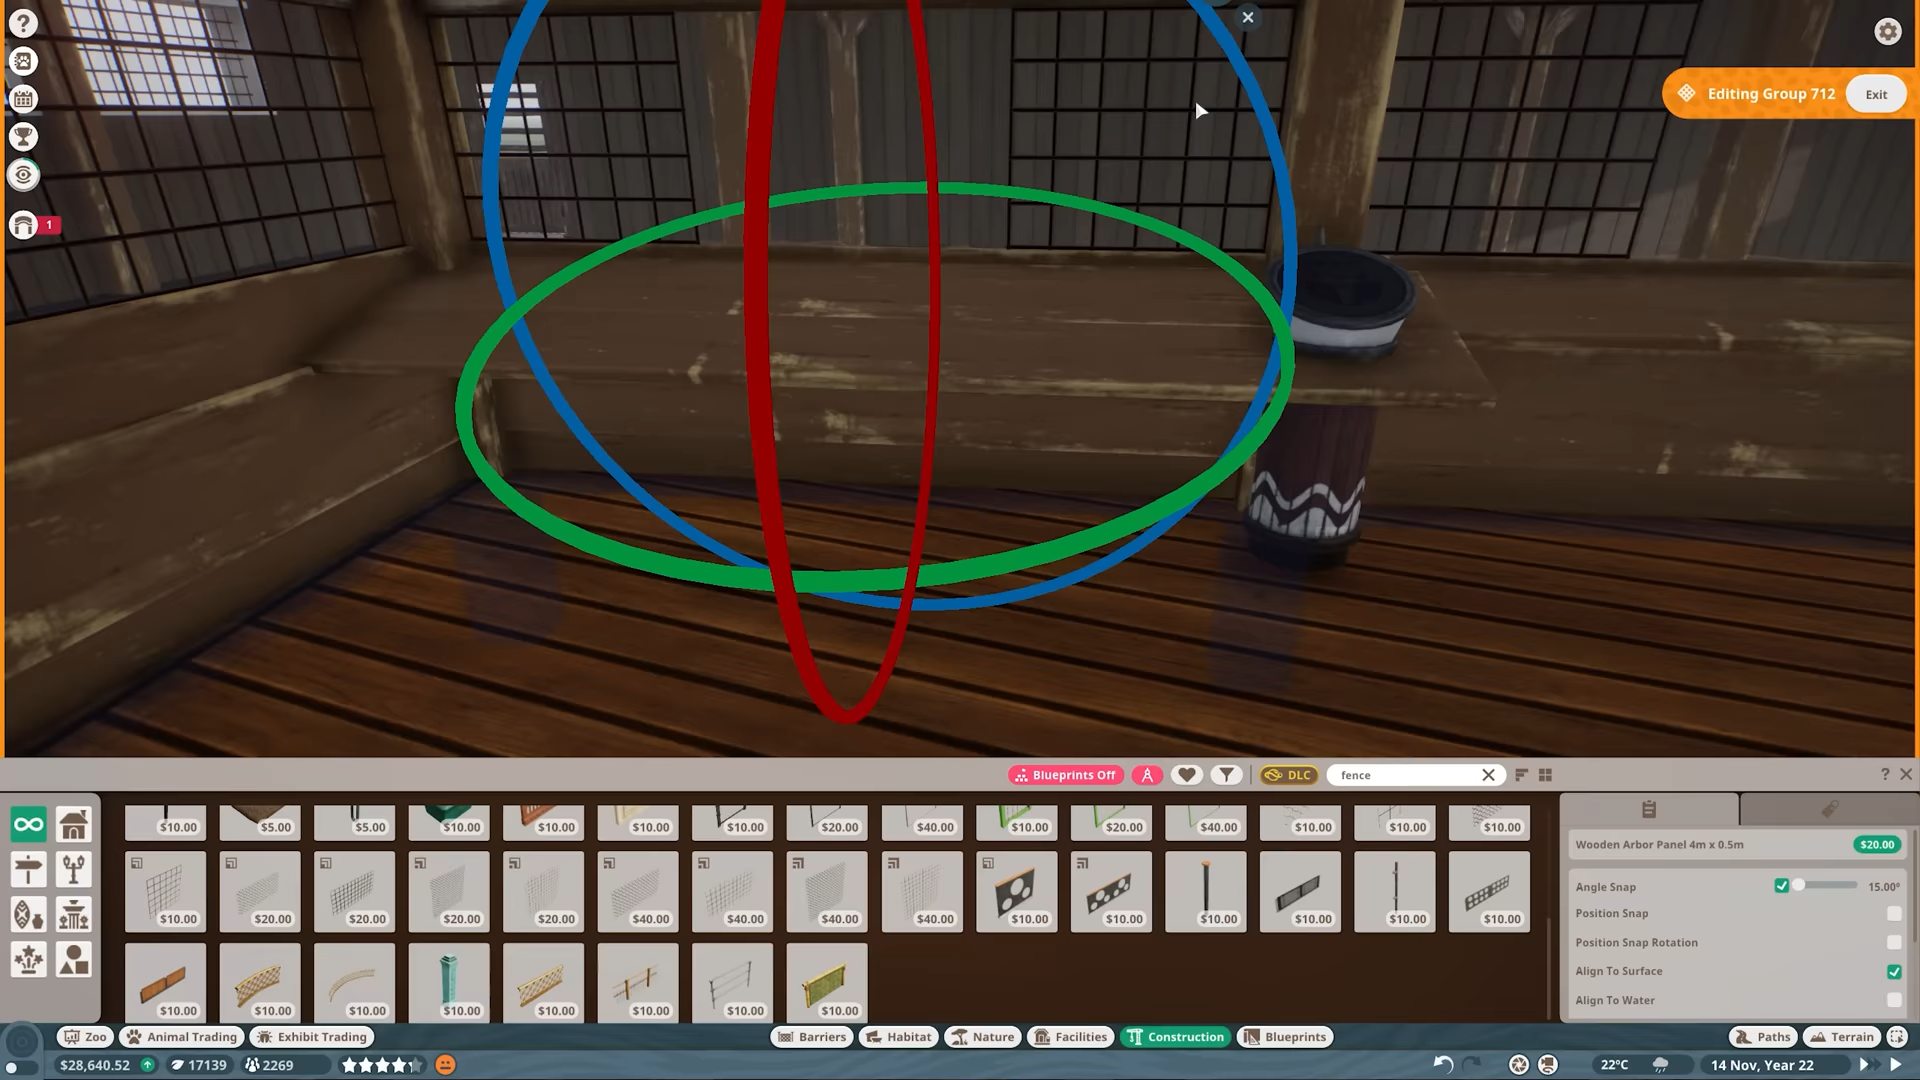 Editing Group 712
Exit
1
Blueprints Off
DLC
fence
?
$10.00 $5.00 $5.00 $10.00 $10.00 $10.00 $10.00 $20.00 $40.00 $10.00 $20.00 $40.00 $10.00 $10.00 $10.00
$10.00 $20.00 $20.00 $20.00 $20.00 $40.00 $40.00 $40.00 $40.00 $10.00 $10.00 $10.00 $10.00 $10.00 $10.00
$10.00 $10.00 $10.00 $10.00 $10.00 $10.00 $10.00 $10.00
Wooden Arbor Panel 4m x 0.5m $20.00
Angle Snap 15.00°
Position Snap
Position Snap Rotation
Align To Surface
Align To Water
Zoo Animal Trading Exhibit Trading Barriers Habitat Nature Facilities Construction Blueprints Paths Terrain
$28,640.52 17139 2269 22°C 14 Nov, Year 22